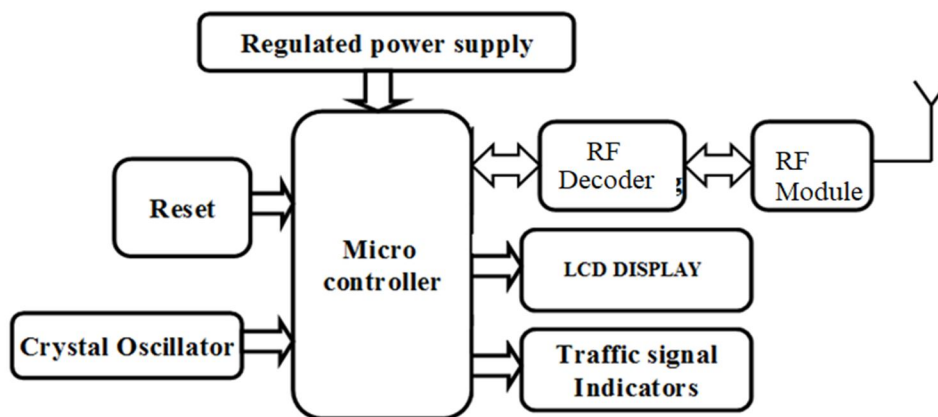 Regulated power supply
RF
Decoder
RF
Module
Reset
Micro
controller
LCD DISPLAY
Crystal Oscillator
Traffic signal
Indicators